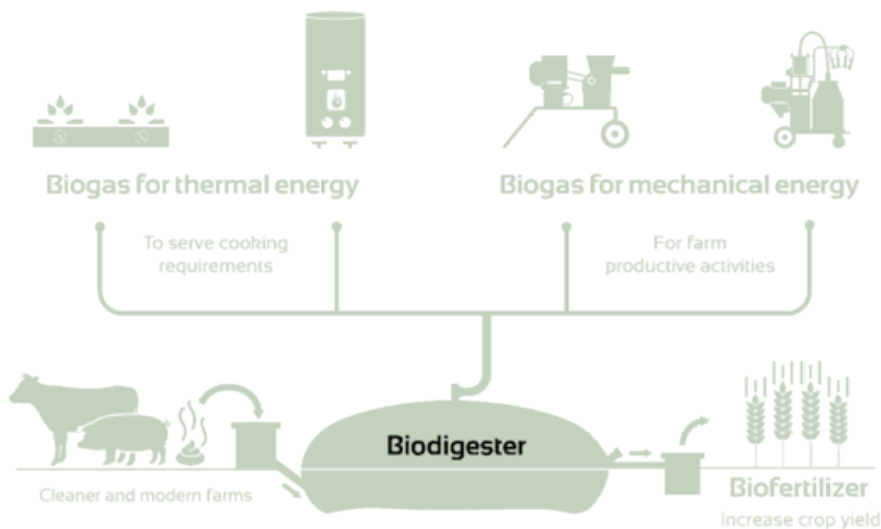 Biogas for thermal energy
To serve cooking
requirements
Biogas for mechanical energy
For farm
productive activities
Biodigester
Cleaner and modern farms
Biofertilizer
Increase crop yield